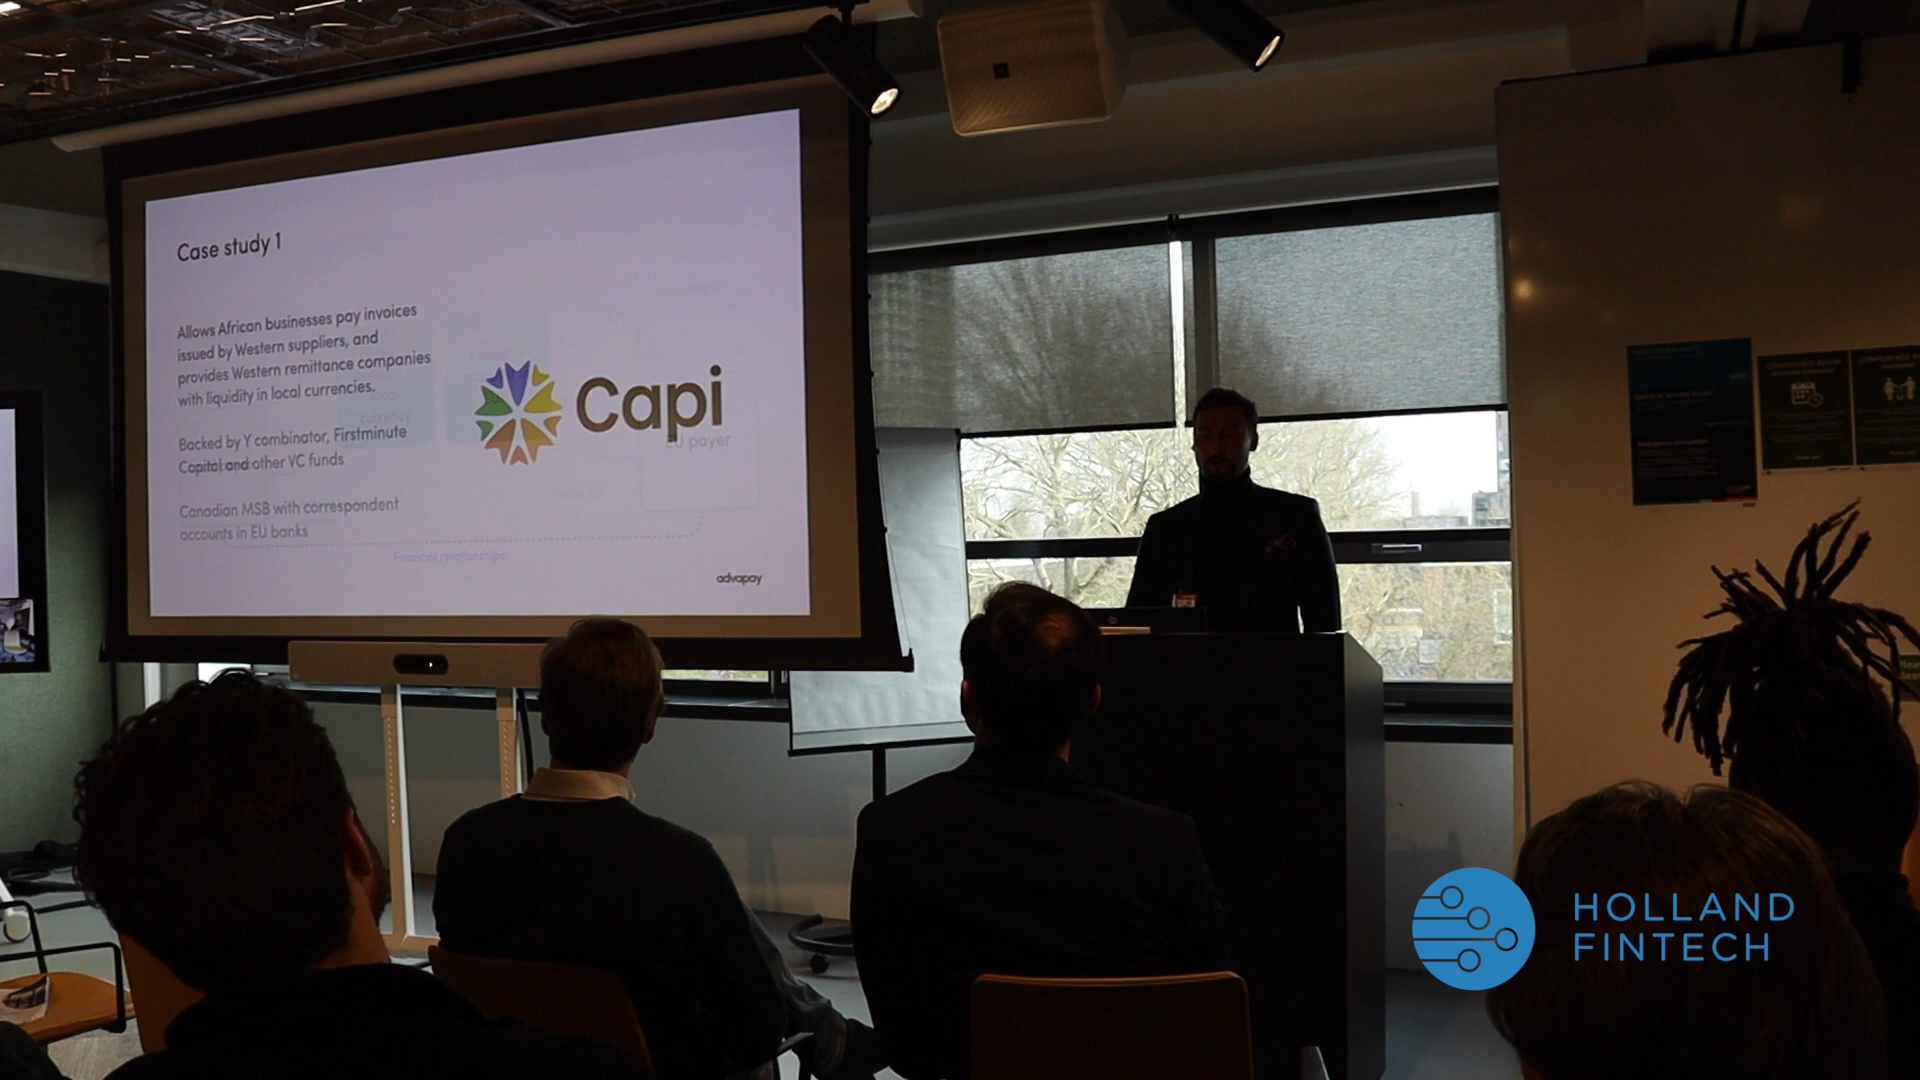 Case study 1
Allows African businesses pay invoices
issued by Western suppliers, and
provides Western remittance companies
with liquidity in local currencies.
Backed by Y combinator, Firstminute
Capital and other VC funds
Canadian MSB with correspondent
accounts in EU banks
Capi
local
currency
EU payer
Financial relationships
advapay
HOLLAND
FINTECH